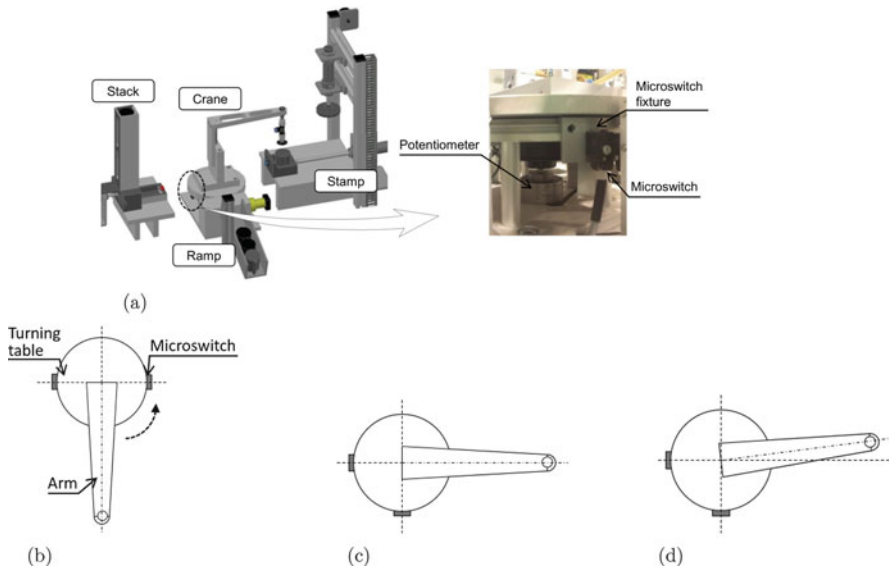 Stack
Crane
Stamp
Ramp
Microswitch
fixture
Potentiometer
Microswitch
(a)
Turning
table
Microswitch
Arm
(b)
(c)
(d)